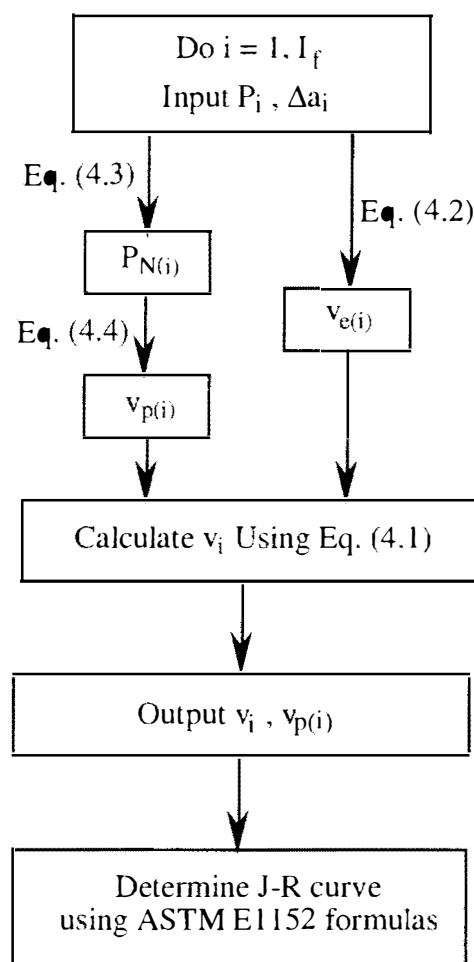 Do i = 1, I_f
Input P_i , Δa_i
Eq. (4.3)
Eq. (4.2)
P_N(i)
v_e(i)
Eq. (4.4)
v_p(i)
Calculate v_i Using Eq. (4.1)
Output v_i , v_p(i)
Determine J-R curve
using ASTM E1152 formulas